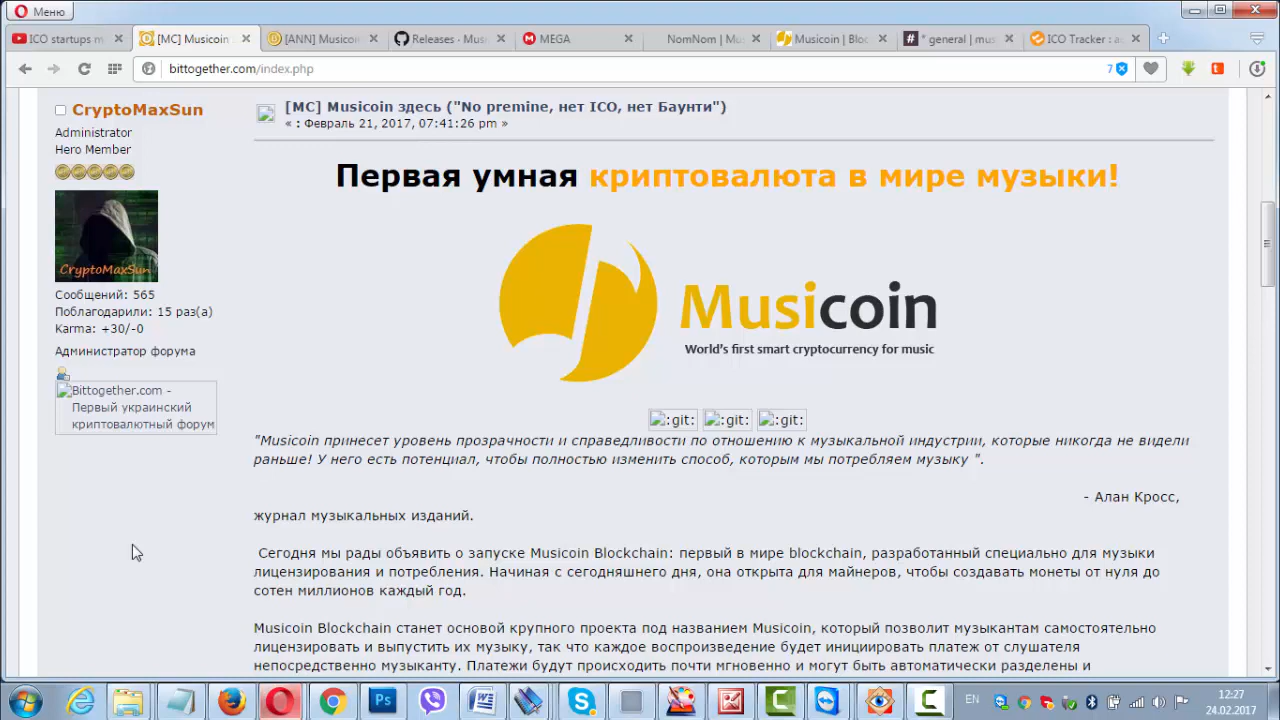 Меню
ICO startups m
[MC] Musicoin
[ANN] Musicoi
Releases - Mus
MEGA
NomNom | Mu
Musicoin | Bloc
* general | mus
ICO Tracker : a
bittogether.com/index.php
7
CryptoMaxSun
Administrator
Hero Member
CryptoMaxSun
Сообщений: 565
Поблагодарили: 15 раз(а)
Karma: +30/-0
Администратор форума
Bittogether.com -
Первый украинский
криптовалютный форум
[MC] Musicoin здесь ("No premine, нет ICO, нет Баунти")
« : Февраль 21, 2017, 07:41:26 pm »
Первая умная криптовалюта в мире музыки!
Musicoin
World's first smart cryptocurrency for music
:git: :git: :git:
"Musicoin принесет уровень прозрачности и справедливости по отношению к музыкальной индустрии, которые никогда не видели
раньше! У него есть потенциал, чтобы полностью изменить способ, которым мы потребляем музыку ".
- Алан Кросс,
журнал музыкальных изданий.
Сегодня мы рады объявить о запуске Musicoin Blockchain: первый в мире blockchain, разработанный специально для музыки
лицензирования и потребления. Начиная с сегодняшнего дня, она открыта для майнеров, чтобы создавать монеты от нуля до
сотен миллионов каждый год.
Musicoin Blockchain станет основой крупного проекта под названием Musicoin, который позволит музыкантам самостоятельно
лицензировать и выпустить их музыку, так что каждое воспроизведение будет инициировать платеж от слушателя
непосредственно музыканту. Платежи будут происходить почти мгновенно и могут быть автоматически разделены и
EN
12:27
24.02.2017